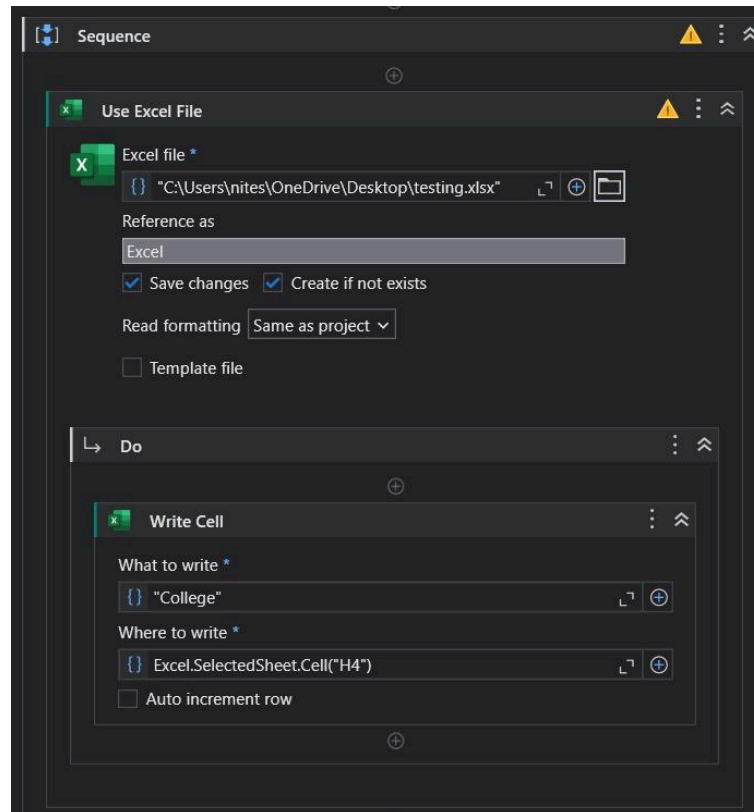 Sequence
Use Excel File
Excel file *
{} "C:\Users\nites\OneDrive\Desktop\testing.xlsx"
Reference as
Excel
Save changes Create if not exists
Read formatting Same as project
Template file
Do
Write Cell
What to write *
{} "College"
Where to write *
{} Excel.SelectedSheet.Cell("H4")
Auto increment row